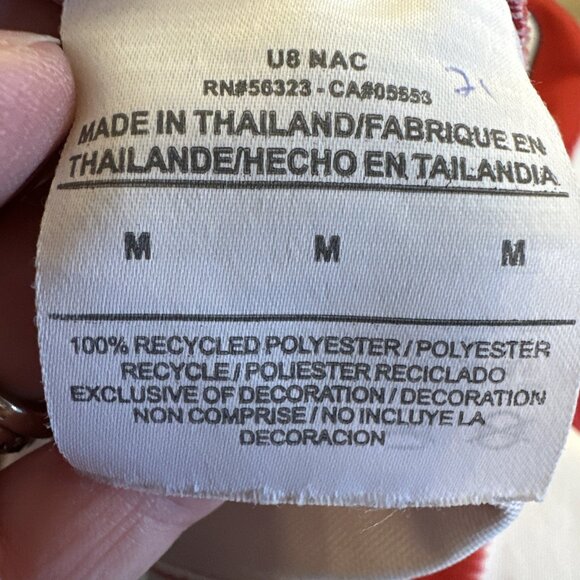 U8 NAC
RN#56323 - CA#05553
MADE IN THAILAND/FABRIQUE EN
THAILANDE/HECHO EN TAILANDIA
M M M
100% RECYCLED POLYESTER / POLYESTER
RECYCLE / POLIESTER RECICLADO
EXCLUSIVE OF DECORATION / DECORATION
NON COMPRISE / NO INCLUYE LA
DECORACION